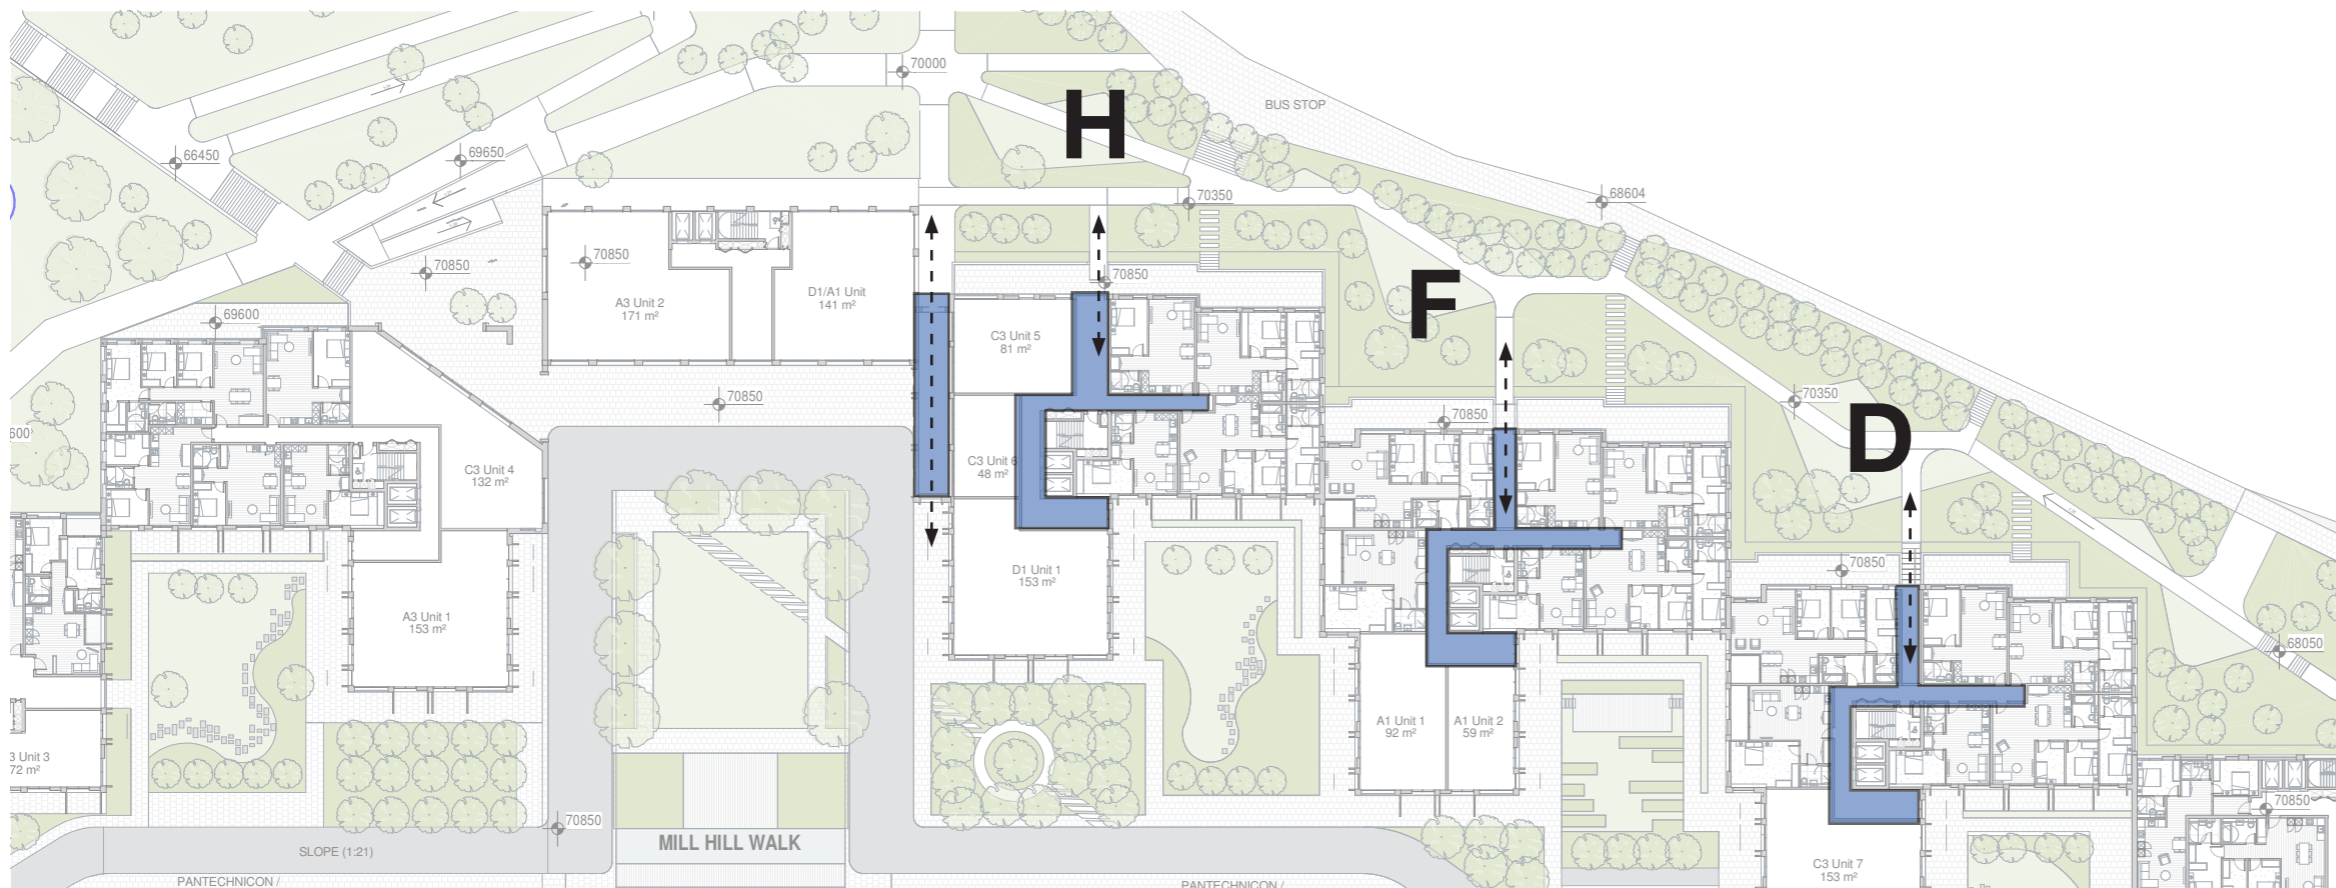 70000
BUS STOP
H
66450
69650
70350
68604
70850
70850
70850
A3 Unit 2
171 m²
D1/A1 Unit
141 m²
F
69600
C3 Unit 5
81 m²
70850
70350
70850
D
600
C3 Unit 4
132 m²
C3 Unit 6
48 m²
70850
D1 Unit 1
153 m²
A3 Unit 1
153 m²
68050
A1 Unit 1
92 m²
A1 Unit 2
59 m²
3 Unit 3
72 m²
70850
70850
MILL HILL WALK
SLOPE (1:21)
C3 Unit 7
153 m²
PANTECHNICON /
PANTECHNICON /